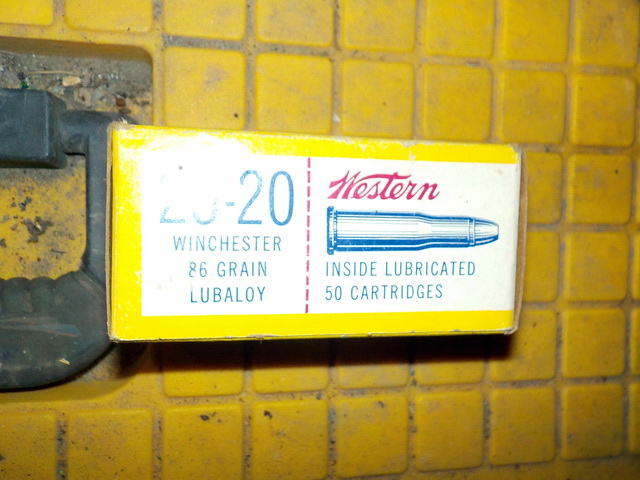 25-20
WINCHESTER
86 GRAIN
LUBALOY
Western
INSIDE LUBRICATED
50 CARTRIDGES